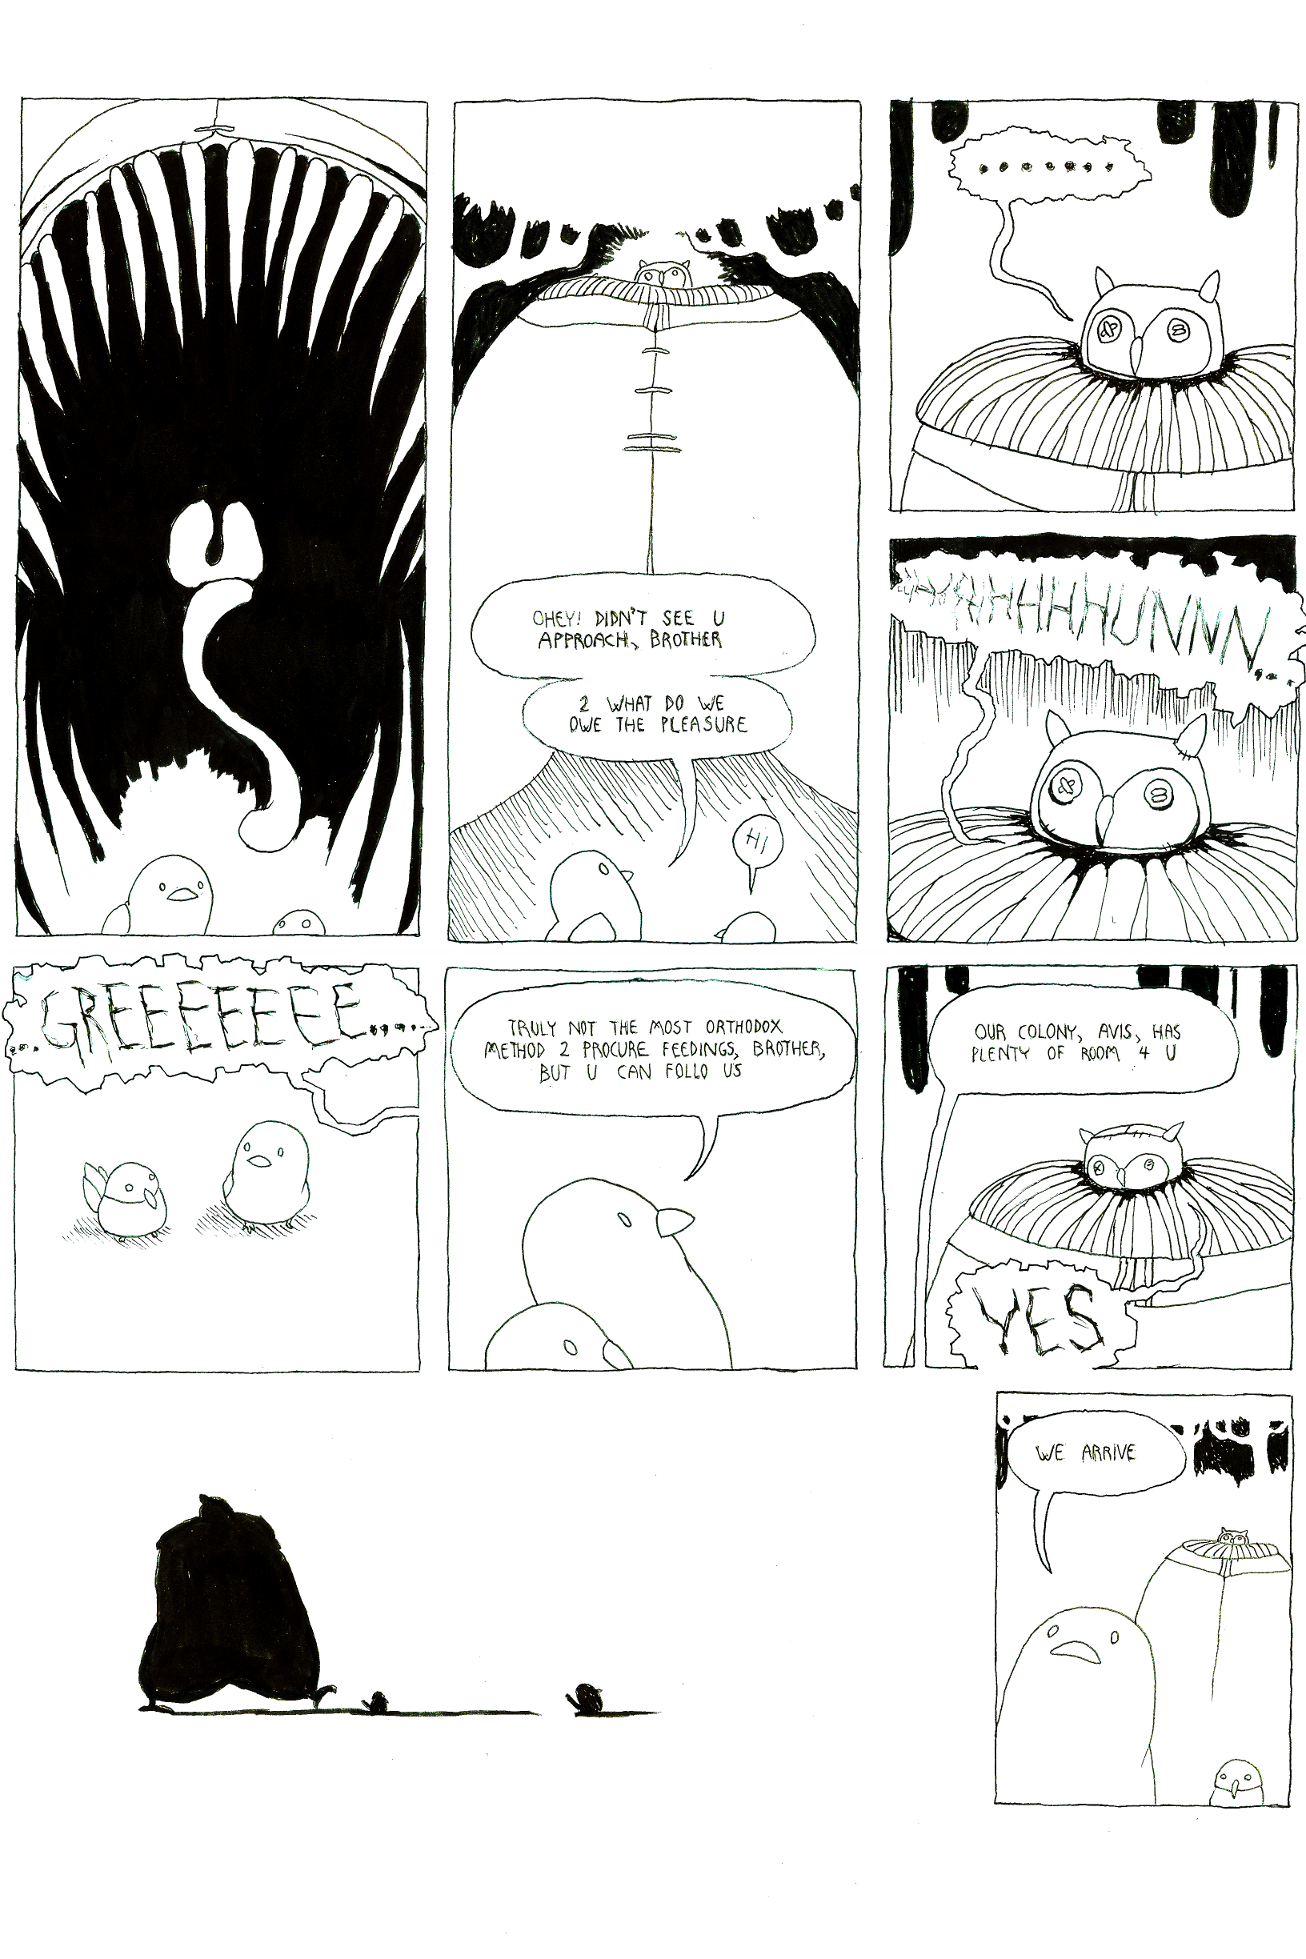 OHEY! DIDN'T SEE U
APPROACH, BROTHER
2 WHAT DO WE
OWE THE PLEASURE
HI
.......
HUNNN...
...GREEEEEEE....
TRULY NOT THE MOST ORTHODOX
METHOD 2 PROCURE FEEDINGS, BROTHER,
BUT U CAN FOLLO US
OUR COLONY, AVIS, HAS
PLENTY OF ROOM 4 U
YES
WE ARRIVE